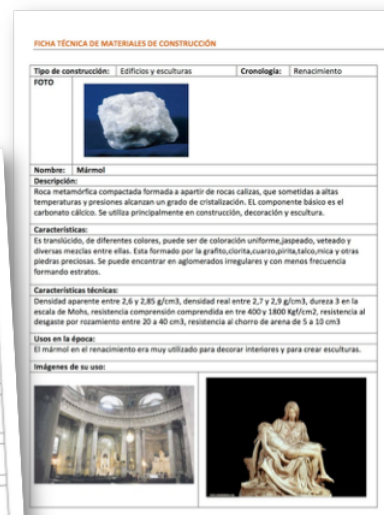 FICHA TÉCNICA DE MATERIALES DE CONSTRUCCIÓN
Tipo de construcción: Edificios y esculturas Cronología: Renacimiento
FOTO
Nombre: Mármol
Descripción:
Roca metamórfica compactada formada a apartir de rocas calizas, que sometidas a altas
temperaturas y presiones alcanzan un grado de cristalización. EL componente básico es el
carbonato cálcico. Se utiliza principalmente en construcción, decoración y escultura.
Características:
Es translúcido, de diferentes colores, puede ser de coloración uniforme,jaspeado, veteado y
diversas mezclas entre ellas. Esta formado por la grafito,clorita,cuarzo,pirita,talco,mica y otras
piedras preciosas. Se puede encontrar en aglomerados irregulares y con menos frecuencia
formando estratos.
Características técnicas:
Densidad aparente entre 2,6 y 2,85 g/cm3, densidad real entre 2,7 y 2,9 g/cm3, dureza 3 en la
escala de Mohs, resistencia comprensión comprendida en tre 400 y 1800 Kgf/cm2, resistencia al
desgaste por rozamiento entre 20 a 40 cm3, resistencia al chorro de arena de 5 a 10 cm3
Usos en la época:
El mármol en el renacimiento era muy utilizado para decorar interiores y para crear esculturas.
Imágenes de su uso: